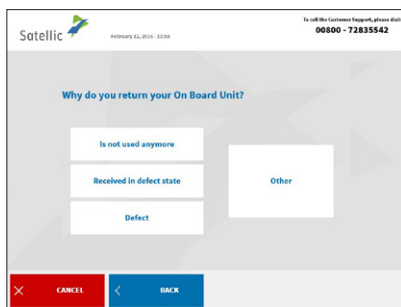 Satellic
February 12, 2016 - 12:58
To call the Customer Support, please dial:
00800 - 72835542
Why do you return your On Board Unit?
Is not used anymore
Received in defect state
Other
Defect
CANCEL
BACK